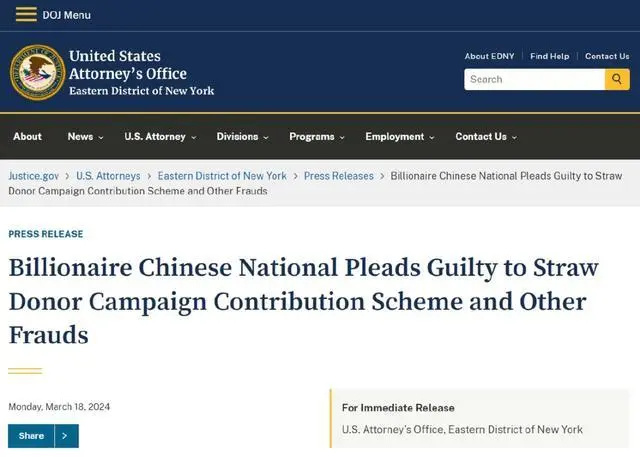 DOJ Menu
United States
Attorney's Office
Eastern District of New York
About EDNY | Find Help | Contact Us
Search
About News U.S. Attorney Divisions Programs Employment Contact Us
Justice.gov > U.S. Attorneys > Eastern District of New York > Press Releases > Billionaire Chinese National Pleads Guilty to Straw
Donor Campaign Contribution Scheme and Other Frauds
PRESS RELEASE
Billionaire Chinese National Pleads Guilty to Straw
Donor Campaign Contribution Scheme and Other
Frauds
Monday, March 18, 2024
Share >
For Immediate Release
U.S. Attorney's Office, Eastern District of New York